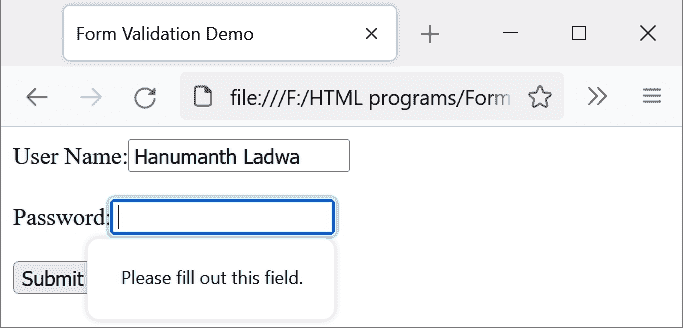 Form Validation Demo
file:///F:/HTML programs/Form
User Name: Hanumanth Ladwa
Password:
Submit
Please fill out this field.